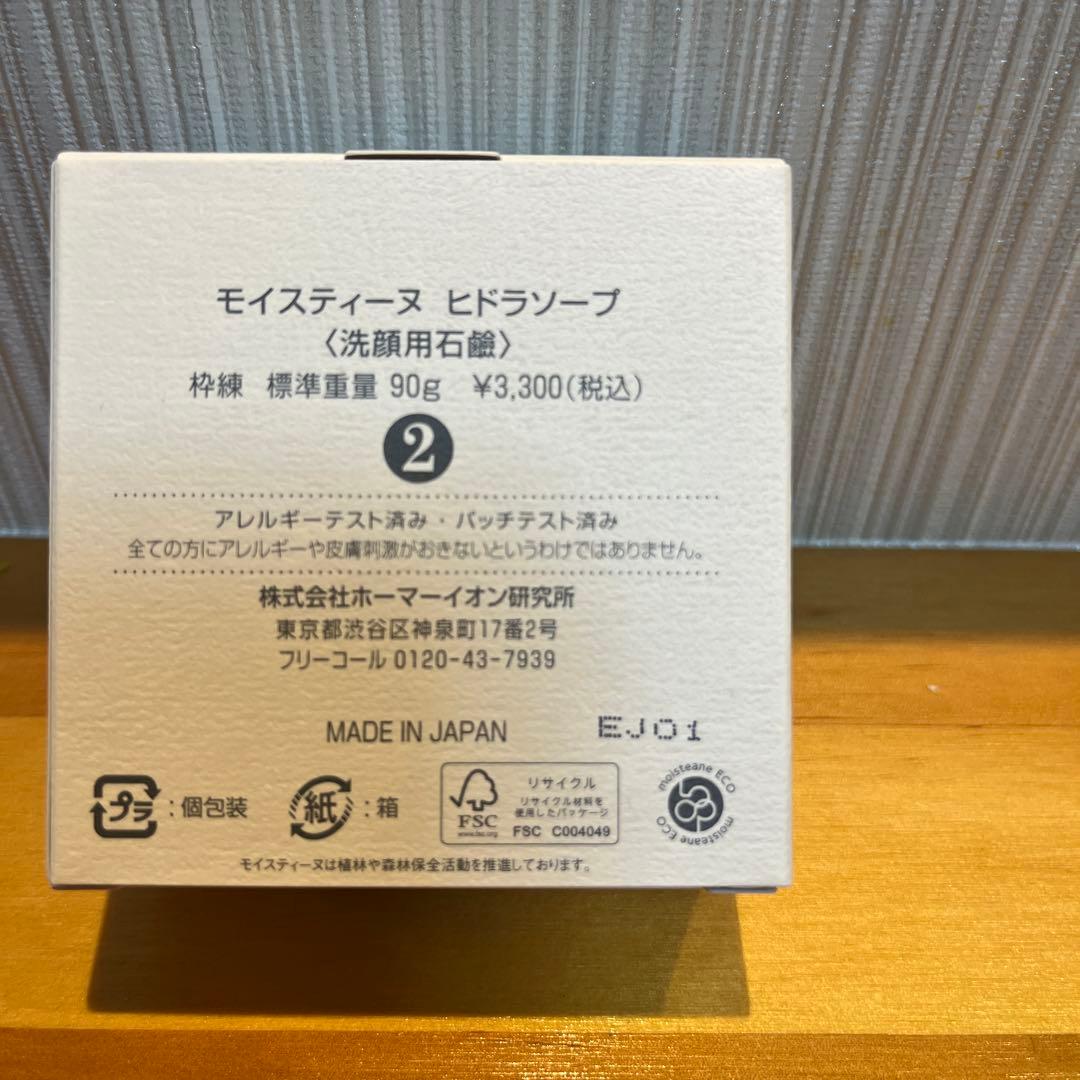 モイスティーヌ ヒドラソープ
〈洗顔用石鹼〉
枠練 標準重量 90g ¥3,300(税込)
2
アレルギーテスト済み・パッチテスト済み
全ての方にアレルギーや皮膚刺激がおきないというわけではありません。
株式会社ホーマーイオン研究所
東京都渋谷区神泉町17番2号
フリーコール 0120-43-7939
MADE IN JAPAN EJ01
プラ :個包装
紙 :箱
FSC
www.fsc.org
リサイクル
リサイクル材料を
使用したパッケージ
FSC C004049
moisteane ECO
moisteane ECO
モイスティーヌは植林や森林保全活動を推進しております。